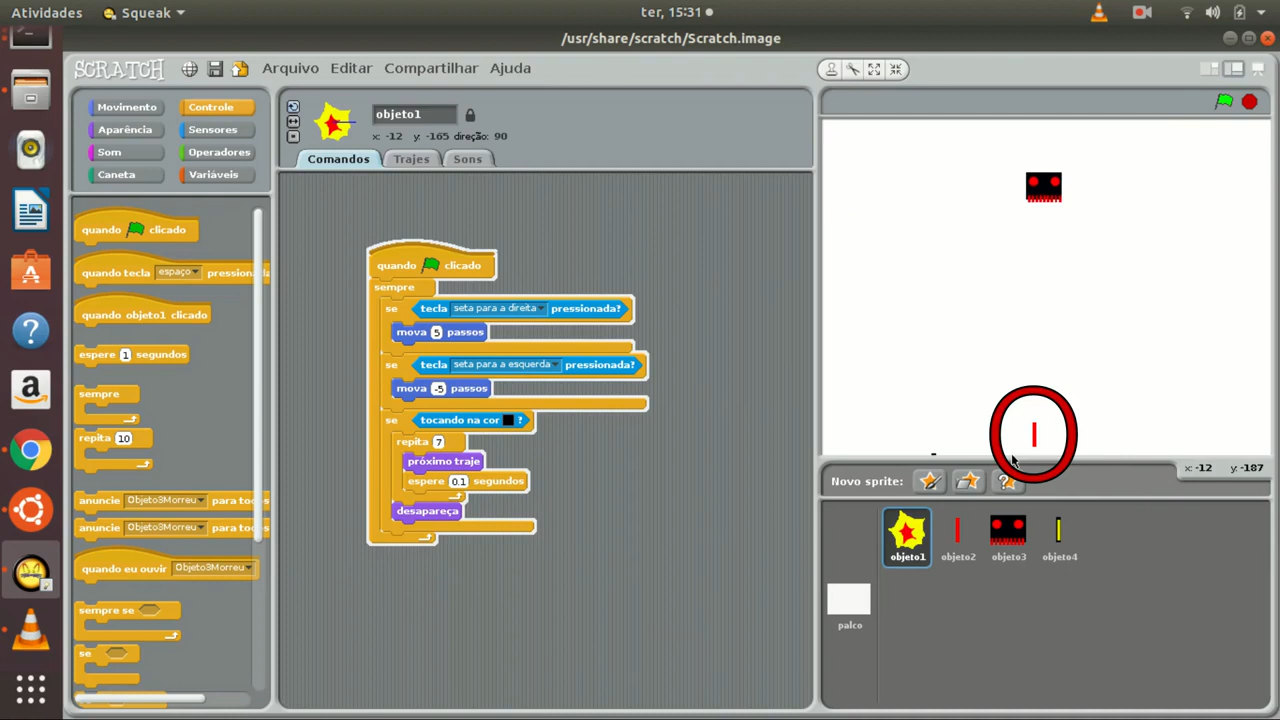 Atividades
Squeak
ter, 15:31
/usr/share/scratch/Scratch.image
SCRATCH
Arquivo
Editar
Compartilhar
Ajuda
Movimento
Controle
Aparência
Sensores
Som
Operadores
Caneta
Variáveis
quando clicado
quando tecla espaço pressiona
quando objeto1 clicado
espere 1 segundos
sempre
repita 10
anuncie Objeto3Morreu para todo
anuncie Objeto3Morreu para todo
quando eu ouvir Objeto3Morreu
sempre se
se
objeto1
x: -12 y: -165 direção: 90
Comandos
Trajes
Sons
quando clicado
sempre
se tecla seta para a direita pressionada?
mova 5 passos
se tecla seta para a esquerda pressionada?
mova -5 passos
se tocando na cor ?
repita 7
próximo traje
espere 0.1 segundos
desapareça
x: -12 y: -187
Novo sprite:
objeto1
objeto2
objeto3
objeto4
palco